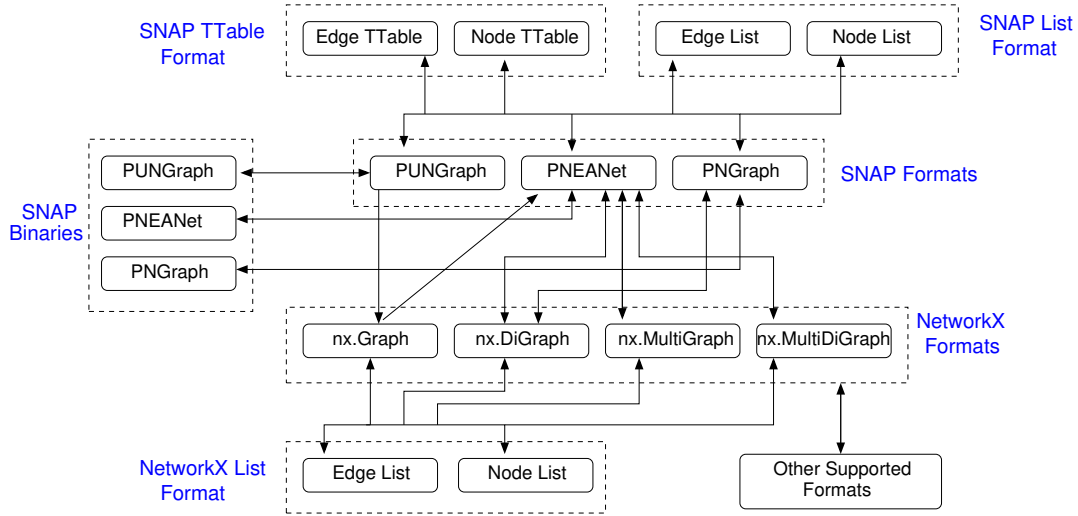 SNAP TTable
Format
Edge TTable
Node TTable
Edge List
Node List
SNAP List
Format
PUNGraph
PNEANet
PNGraph
SNAP
Binaries
PUNGraph
PNEANet
PNGraph
SNAP Formats
nx.Graph
nx.DiGraph
nx.MultiGraph
nx.MultiDiGraph
NetworkX
Formats
NetworkX List
Format
Edge List
Node List
Other Supported
Formats